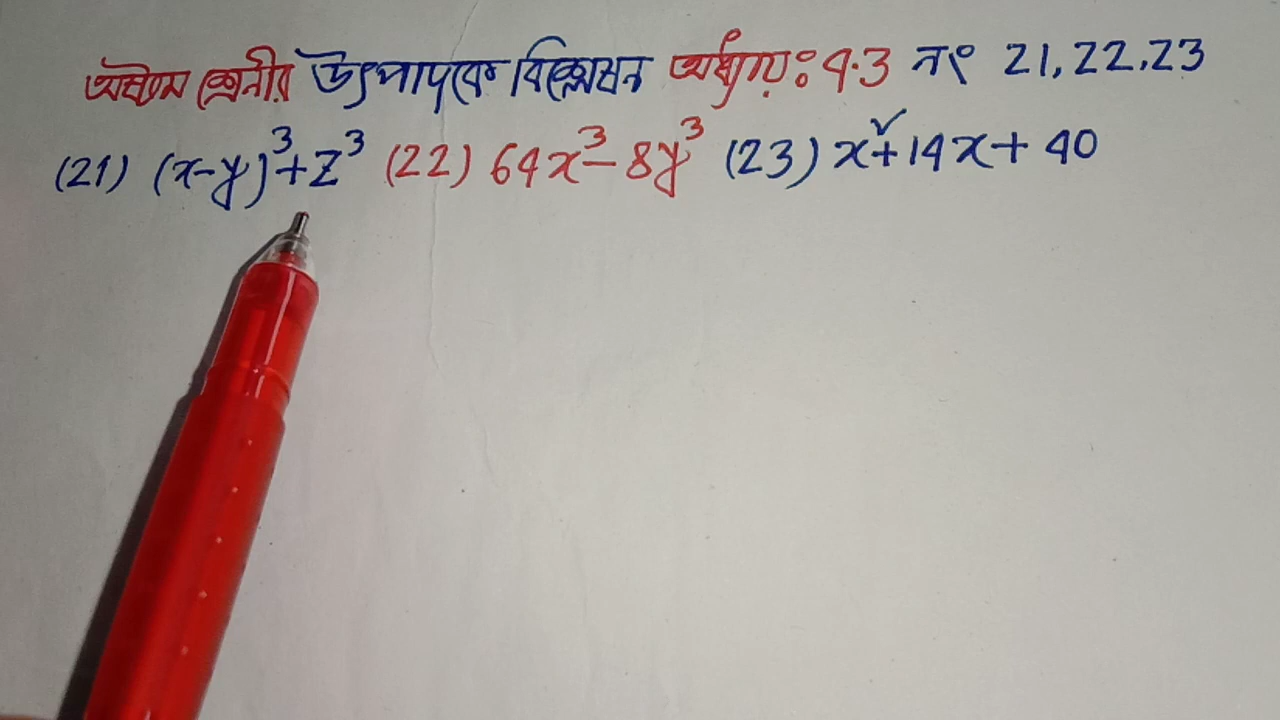 অষ্টম শ্রেনীর উৎপাদকে বিশ্লেষন অধ্যায়ঃ 4.3 নং 21, 22, 23
(21) (x-y)³+z³ (22) 64x³-8y³ (23) x²+14x+40